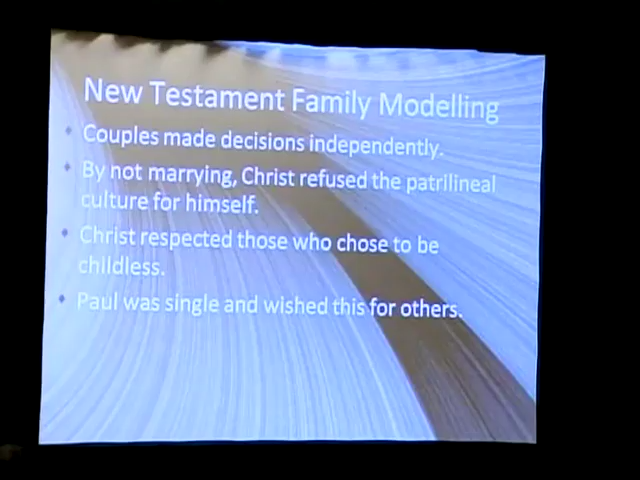 New Testament Family Modelling
• Couples made decisions independently.
• By not marrying, Christ refused the patrilineal
culture for himself.
• Christ respected those who chose to be
childless.
• Paul was single and wished this for others.